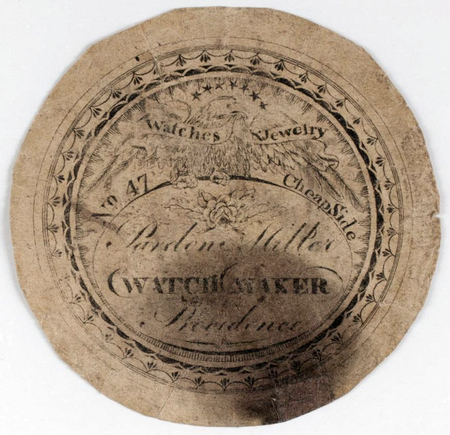 Watches & Jewelry
No 47 CheapSide
Pardon Miller
WATCH MAKER
Providence